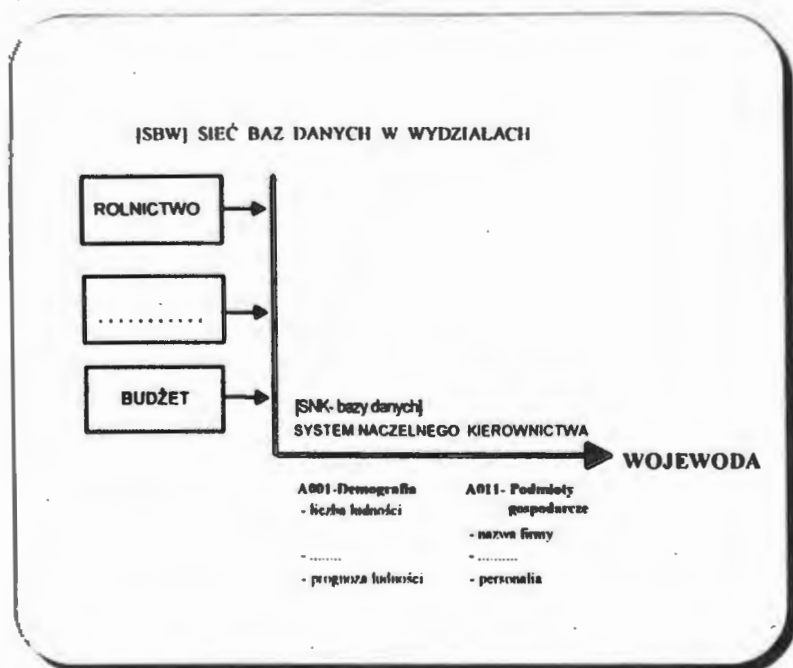 [SBW] SIEĆ BAZ DANYCH W WYDZIAŁACH
ROLNICTWO
...........
BUDŻET
[SNK- bazy danych]
SYSTEM NACZELNEGO KIEROWNICTWA
WOJEWODA
A001-Demografia
- liczba ludności
- ........
- prognoza ludności
A011- Podmioty
gospodarcze
- nazwa firmy
- ..........
- personalia